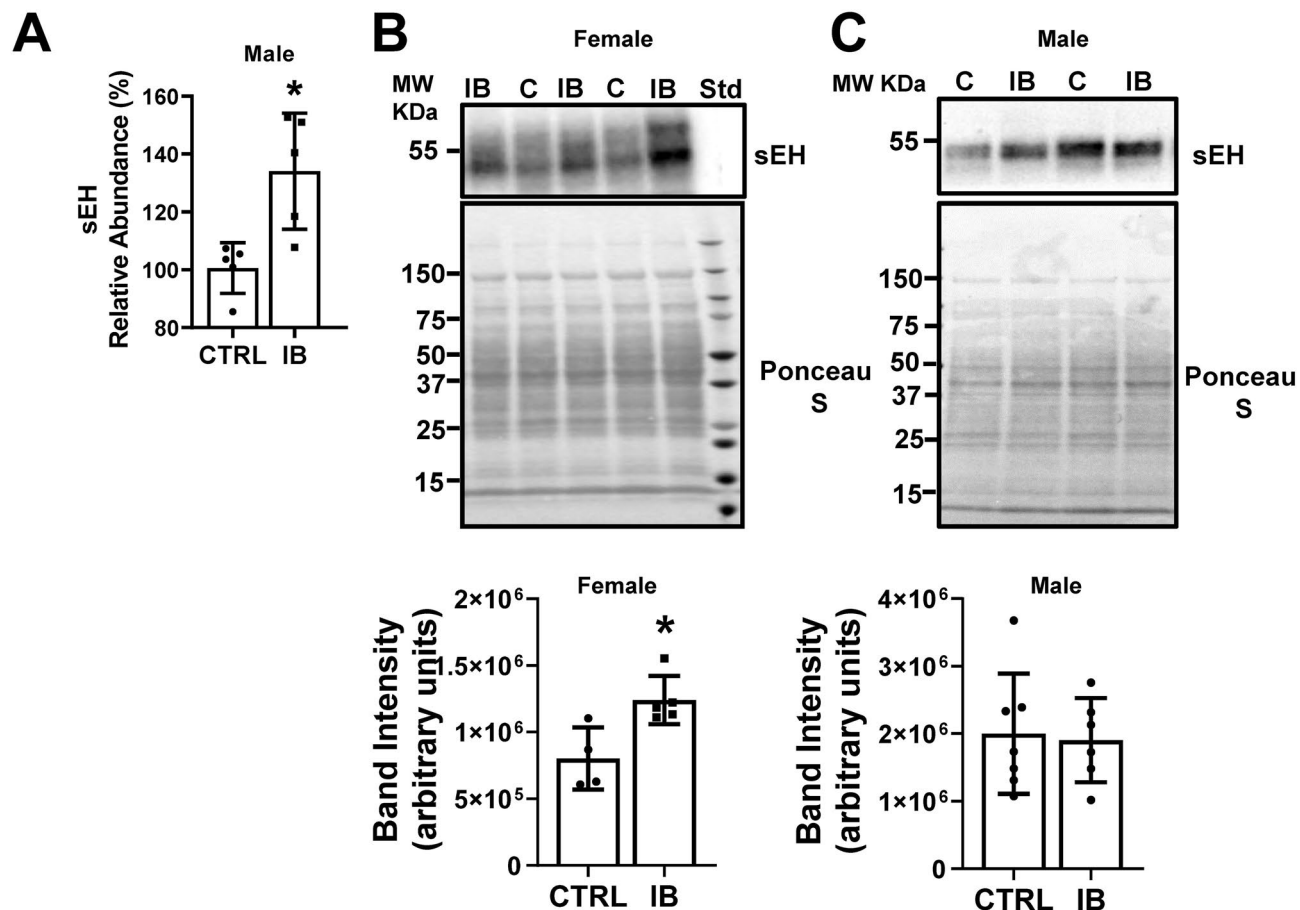 A
Male
*
sEH
Relative Abundance (%)
160
140
120
100
80
CTRL IB
B
Female
MW
KDa
IB C IB C IB Std
55
sEH
150
75
50
37
25
15
Ponceau
S
Female
*
Band Intensity
(arbitrary units)
2×10⁶
1.5×10⁶
1×10⁶
5×10⁵
0
CTRL IB
C
Male
MW KDa C IB C IB
55
sEH
150
75
50
37
25
15
Ponceau
S
Male
Band Intensity
(arbitrary units)
4×10⁶
3×10⁶
2×10⁶
1×10⁶
0
CTRL IB